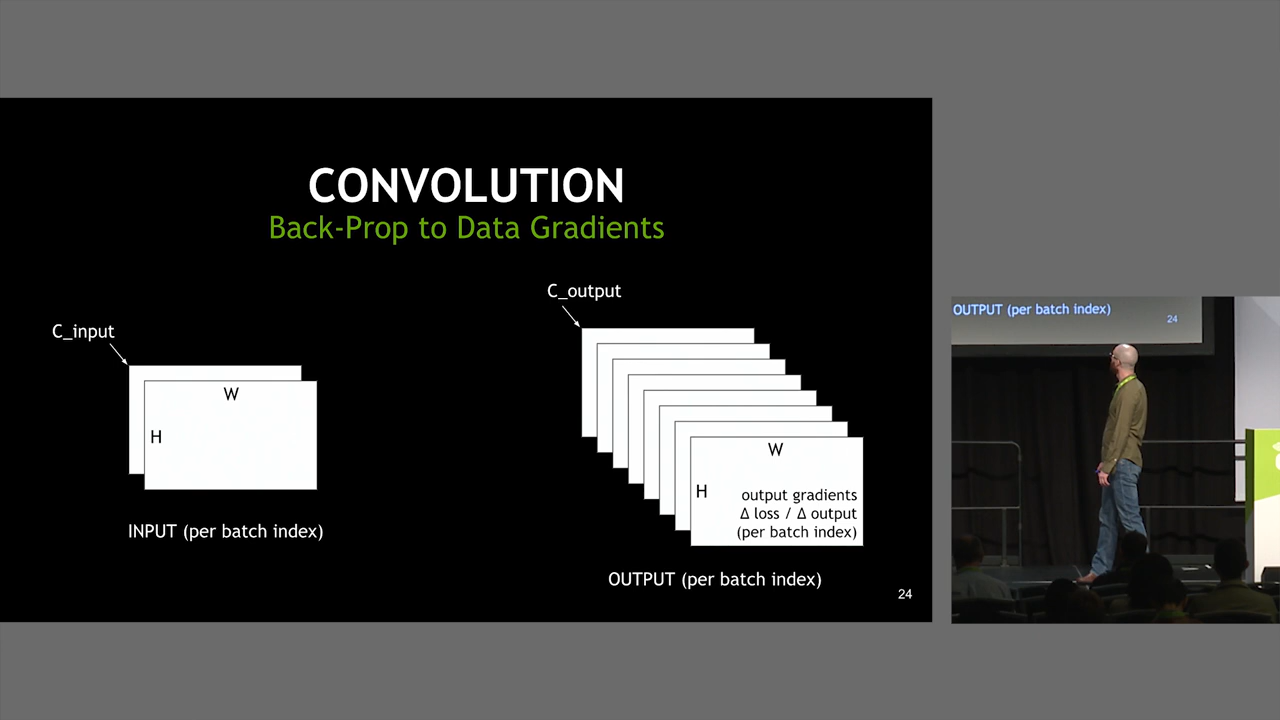 CONVOLUTION
Back-Prop to Data Gradients
C_input
W
H
INPUT (per batch index)
C_output
W
H
output gradients
Δ loss / Δ output
(per batch index)
OUTPUT (per batch index)
24
OUTPUT (per batch index)
24